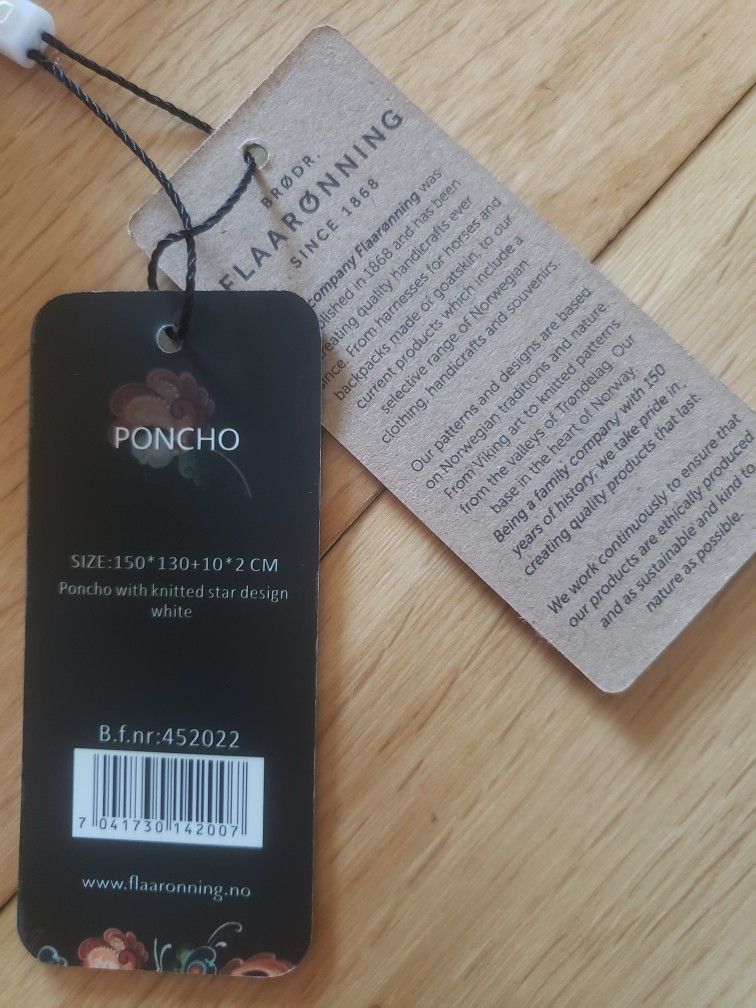 PONCHO
SIZE:150*130+10*2 CM
Poncho with knitted star design
white
B.f.nr:452022
7 041730 142007
www.flaaronning.no
BRØDR.
FLAARØNNING
SINCE 1868
company Flaarønning was
1868 and has been
quality handicrafts ever
From harnesses for horses and
backpacks made of goatskin, to our
current products which include a
selective range of Norwegian
clothing, handicrafts and souvenirs.
Our patterns and designs are based
on Norwegian traditions and nature.
From Viking art to knitted patterns
from the valleys of Trøndelag. Our
base in the heart of Norway.
Being a family company with 150
years of history, we take pride in
creating quality products that last.
We work continuously to ensure that
our products are ethically produced
and as sustainable and kind to
nature as possible.